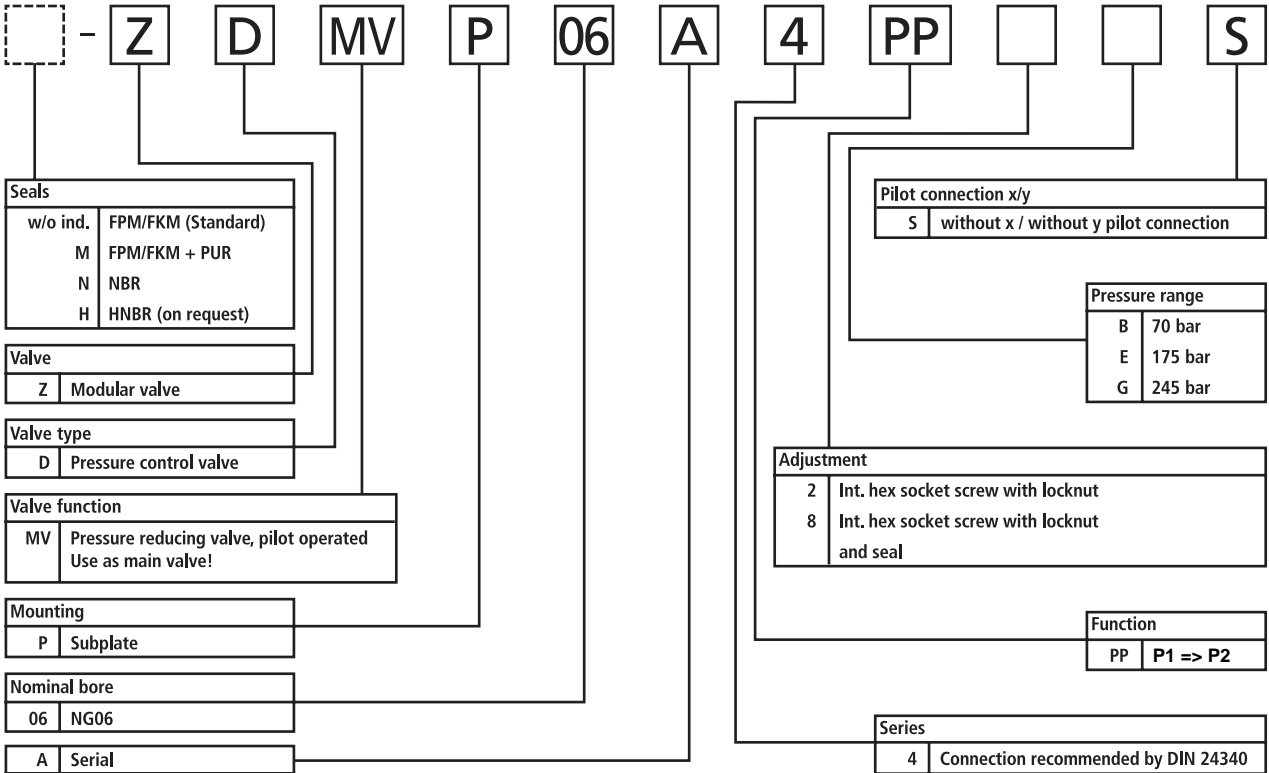 - Z D MV P 06 A 4 PP S
Seals
w/o ind. FPM/FKM (Standard)
M FPM/FKM + PUR
N NBR
H HNBR (on request)
Valve
Z Modular valve
Valve type
D Pressure control valve
Valve function
MV Pressure reducing valve, pilot operated
Use as main valve!
Mounting
P Subplate
Nominal bore
06 NG06
A Serial
Pilot connection x/y
S without x / without y pilot connection
Pressure range
B 70 bar
E 175 bar
G 245 bar
Adjustment
2 Int. hex socket screw with locknut
8 Int. hex socket screw with locknut
and seal
Function
PP P1 => P2
Series
4 Connection recommended by DIN 24340